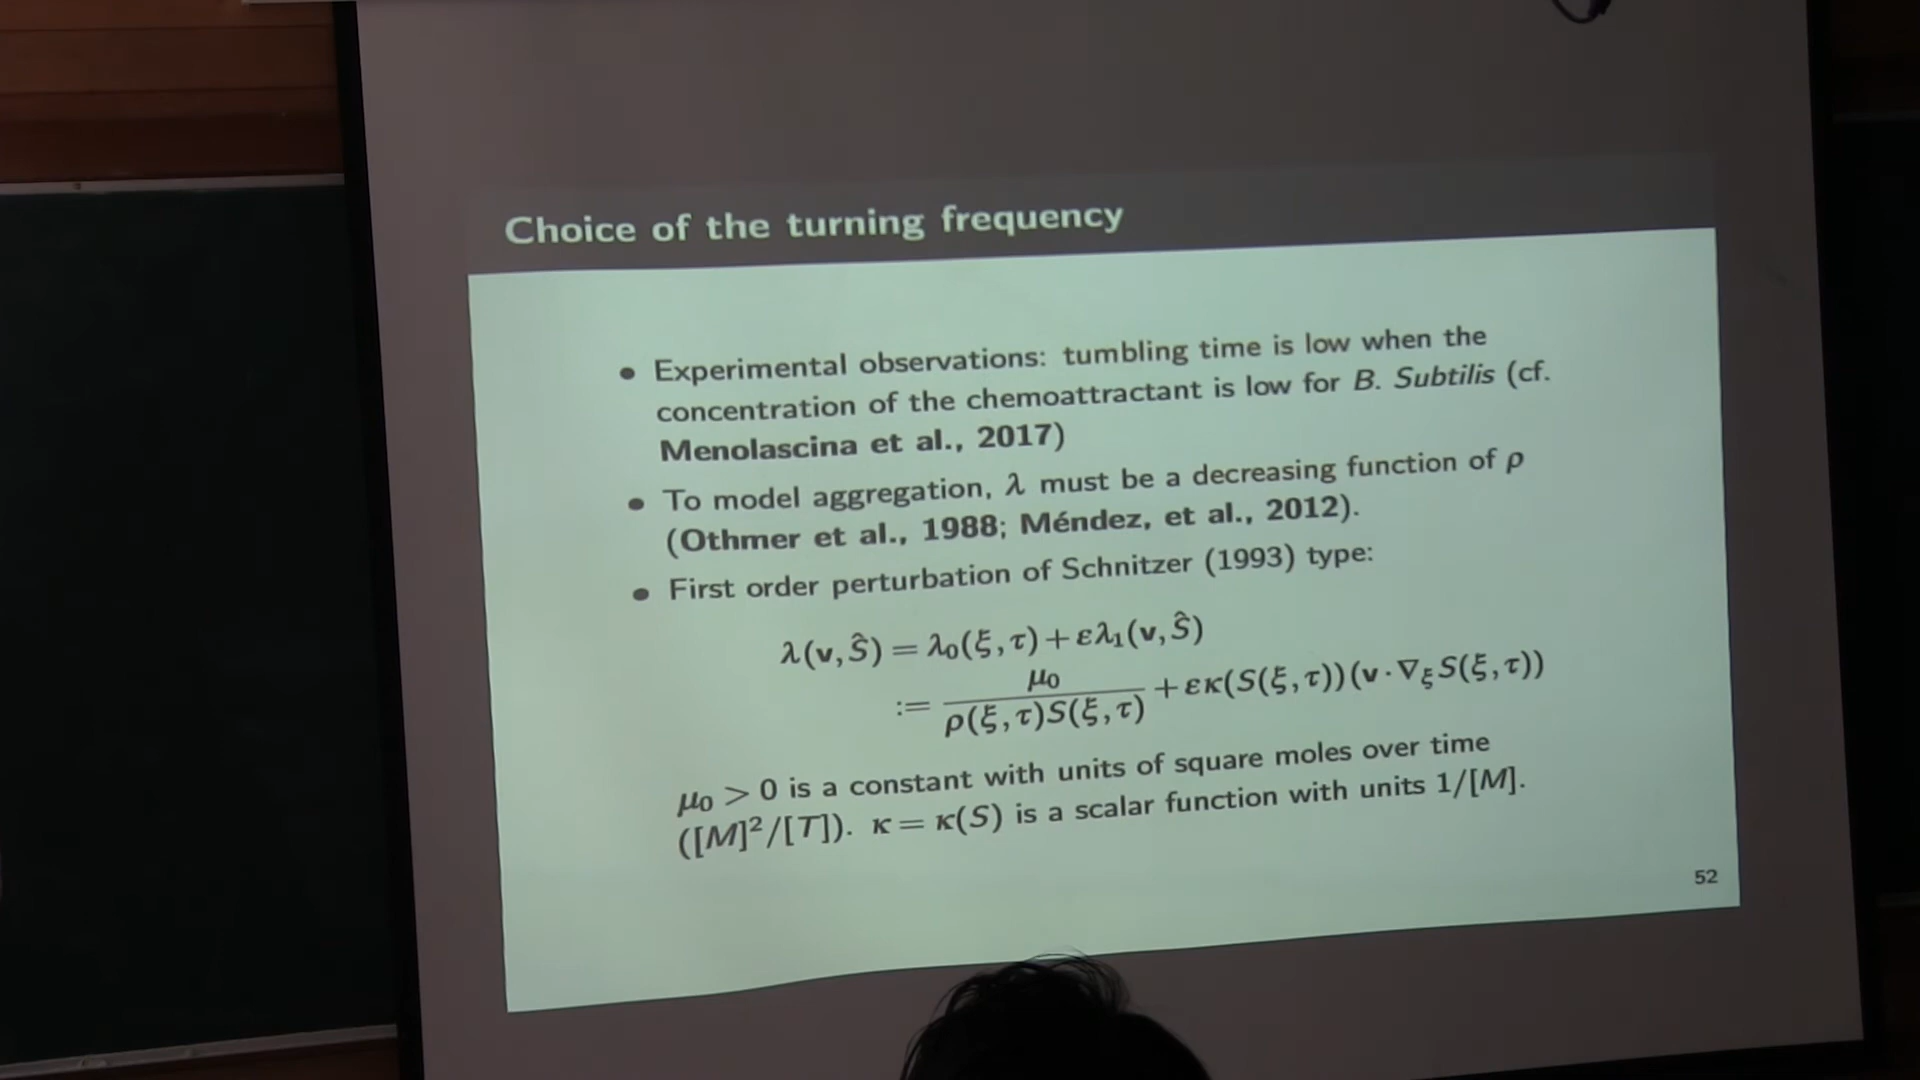 Choice of the turning frequency
• Experimental observations: tumbling time is low when the
concentration of the chemoattractant is low for B. Subtilis (cf.
Menolascina et al., 2017)
• To model aggregation, λ must be a decreasing function of ρ
(Othmer et al., 1988; Méndez, et al., 2012).
• First order perturbation of Schnitzer (1993) type:
λ(v, Ŝ) = λ₀(ξ, τ) + ελ₁(v, Ŝ)
:= μ₀ / ρ(ξ, τ)S(ξ, τ) + εκ(S(ξ, τ))(v · ∇_ξ S(ξ, τ))
μ₀ > 0 is a constant with units of square moles over time
([M]²/[T]). κ = κ(S) is a scalar function with units 1/[M].
52